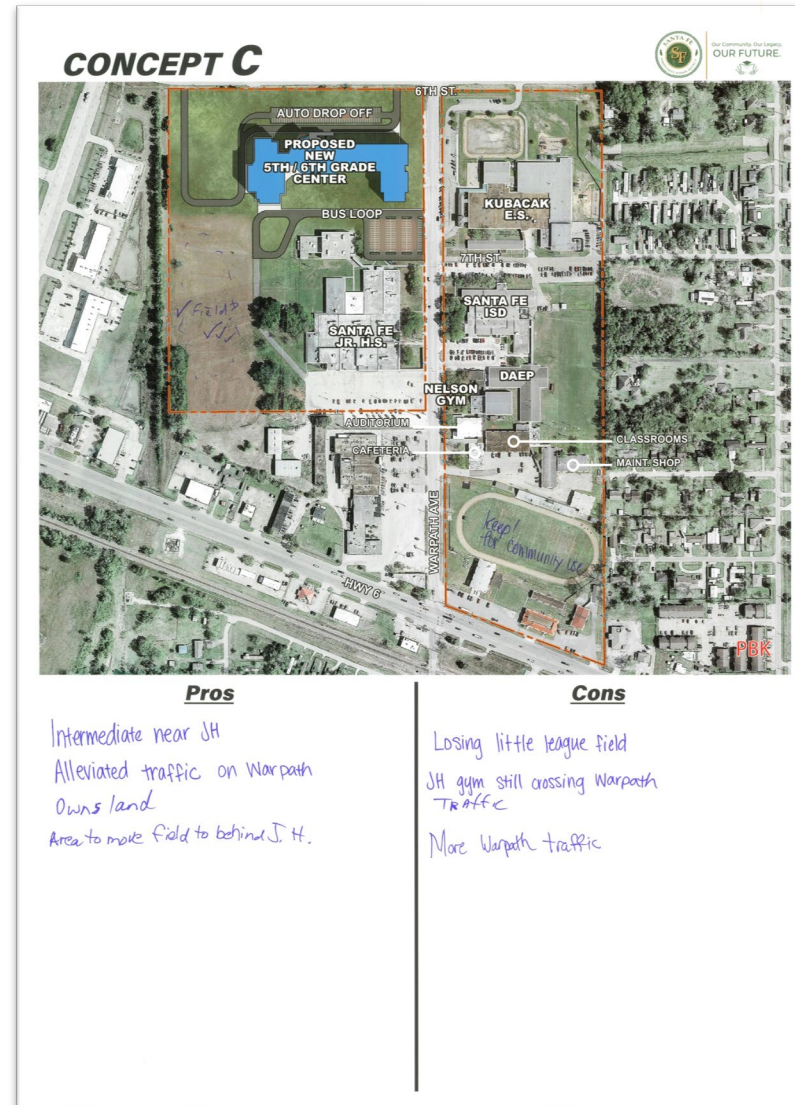 CONCEPT C
SANTA FE
SF
Our Community. Our Legacy.
OUR FUTURE.
6TH ST.
AUTO DROP OFF
PROPOSED
NEW
5TH / 6TH GRADE
CENTER
BUS LOOP
KUBACAK
E.S.
7TH ST.
SANTA FE
ISD
SANTA FE
JR. H.S.
DAEP
NELSON
GYM
AUDITORIUM
CAFETERIA
CLASSROOMS
MAINT. SHOP
WARPATH AVE
HWY 6
keep!
for community use
PBK
Pros
Intermediate near JH
Alleviated traffic on Warpath
Owns land
Area to move field to behind J.H.
Cons
Losing little league field
JH gym still crossing Warpath
TRAffic
More Warpath traffic